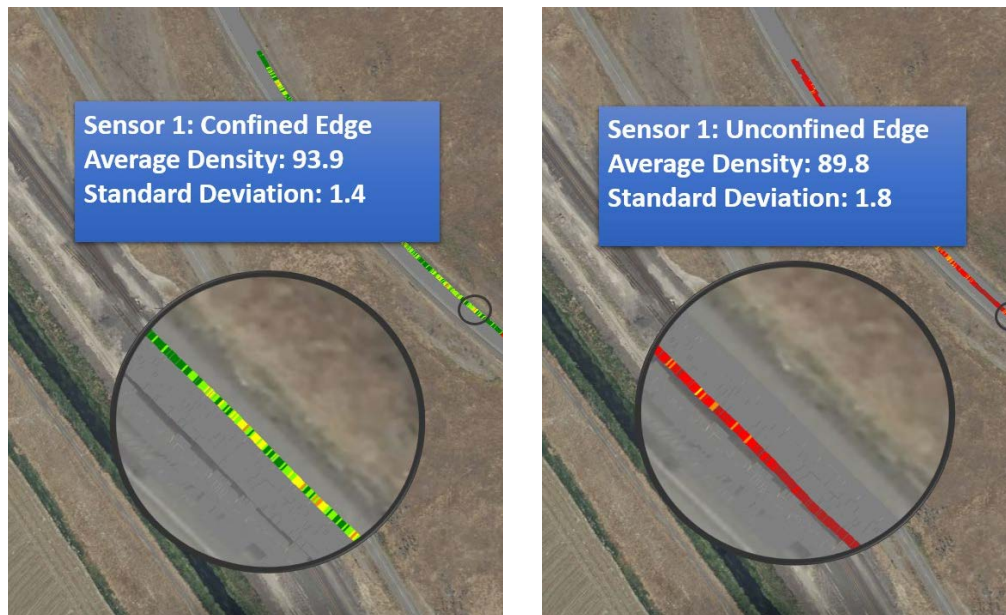 Sensor 1: Confined Edge
Average Density: 93.9
Standard Deviation: 1.4
Sensor 1: Unconfined Edge
Average Density: 89.8
Standard Deviation: 1.8